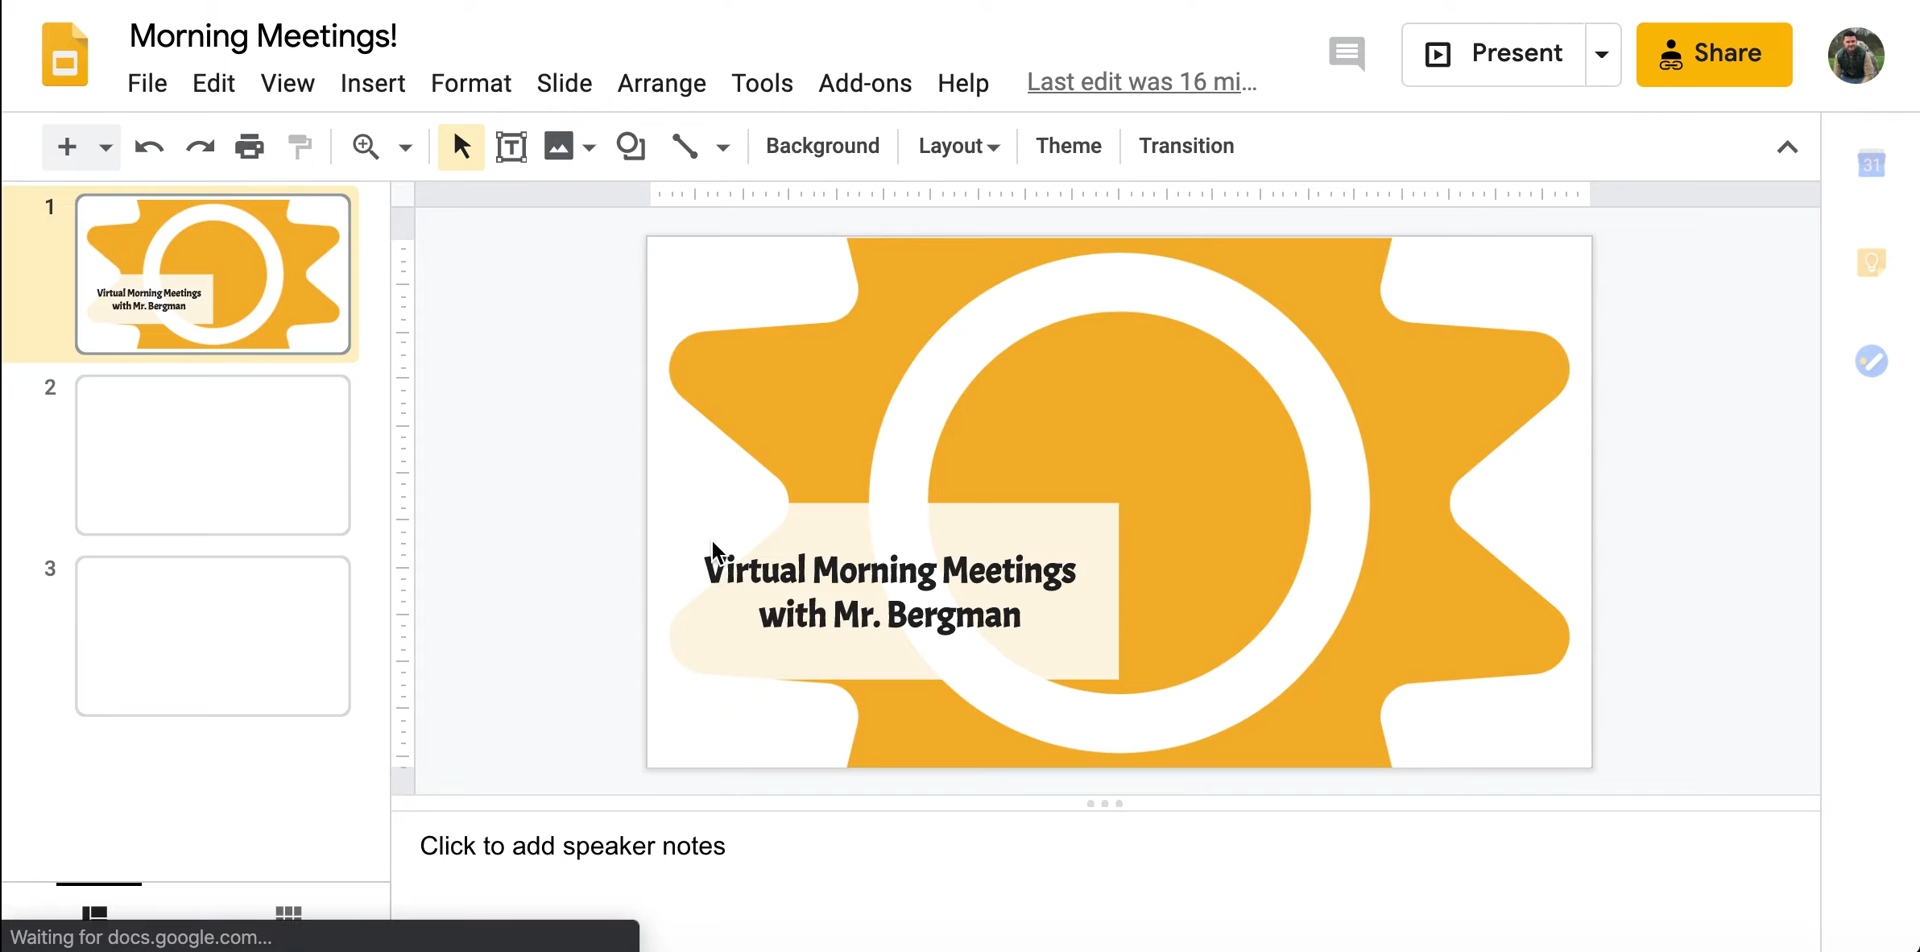 Morning Meetings!
File Edit View Insert Format Slide Arrange Tools Add-ons Help Last edit was 16 mi...
Present
Share
Background Layout Theme Transition
31
1
Virtual Morning Meetings
with Mr. Bergman
2
3
Virtual Morning Meetings
with Mr. Bergman
Click to add speaker notes
Waiting for docs.google.com...